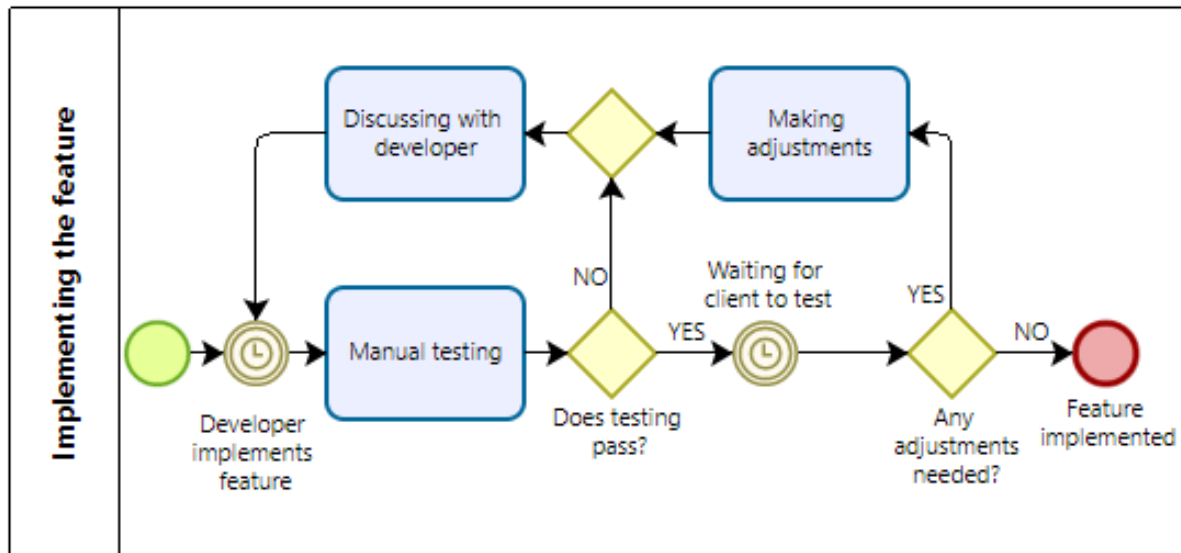 Implementing the feature
Discussing with
developer
Making
adjustments
NO
Waiting for
client to test
YES
Manual testing
YES
NO
Developer
implements
feature
Does testing
pass?
Any
adjustments
needed?
Feature
implemented